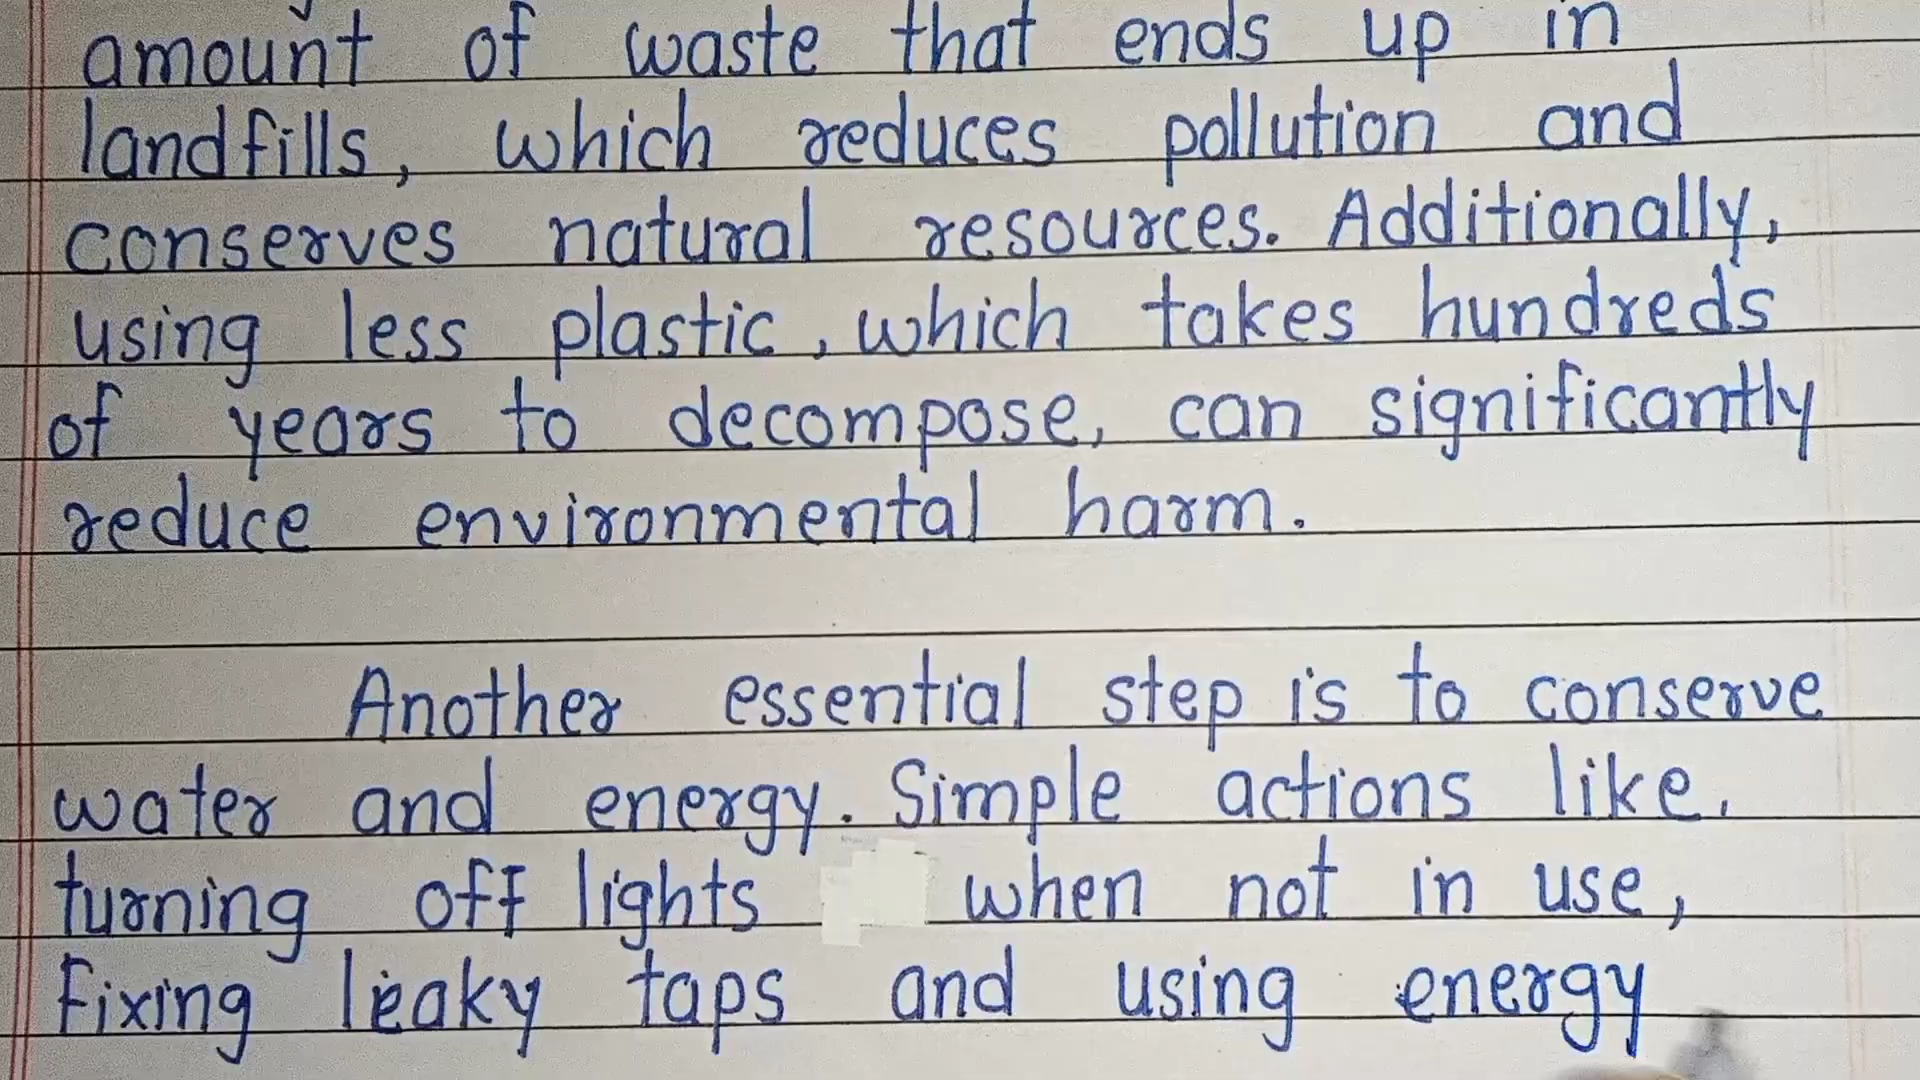 amount of waste that ends up in
landfills, which reduces pollution and
conserves natural resources. Additionally,
using less plastic, which takes hundreds
of years to decompose, can significantly
reduce environmental harm.
Another essential step is to conserve
water and energy. Simple actions like,
turning off lights when not in use,
fixing leaky taps and using energy